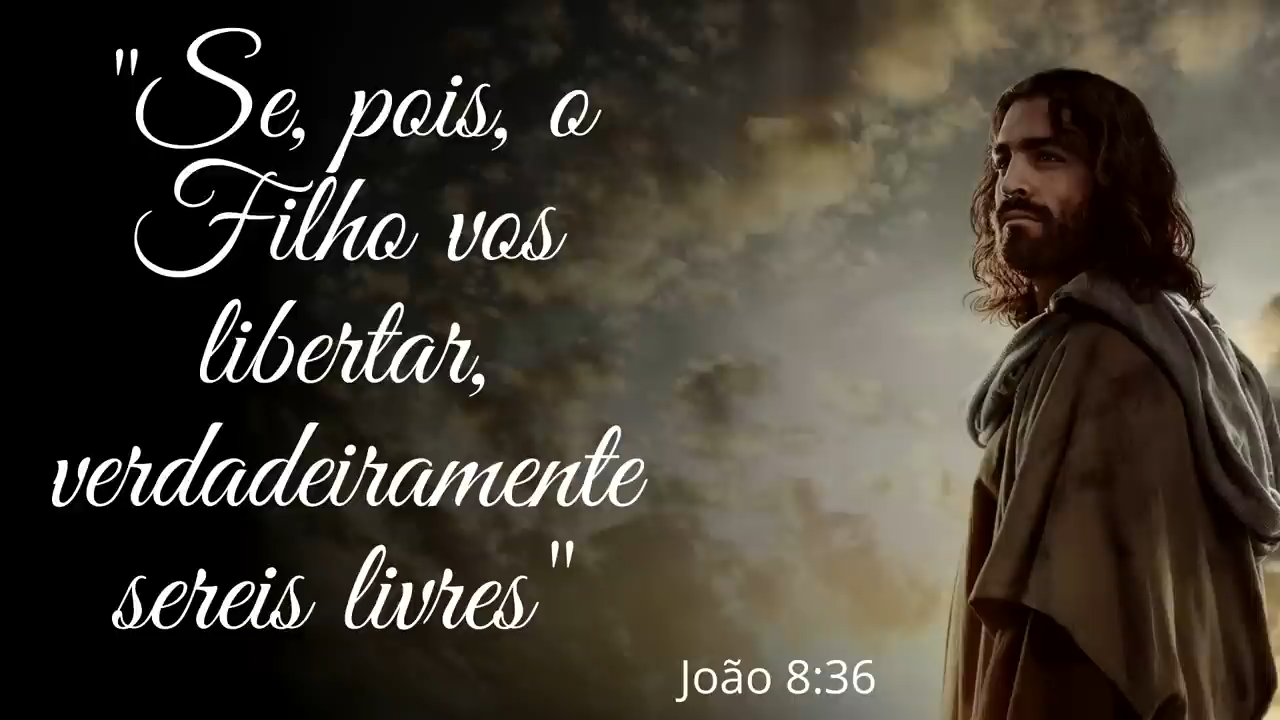 "Se, pois, o
Filho vos
libertar,
verdadeiramente
sereis livres"
João 8:36